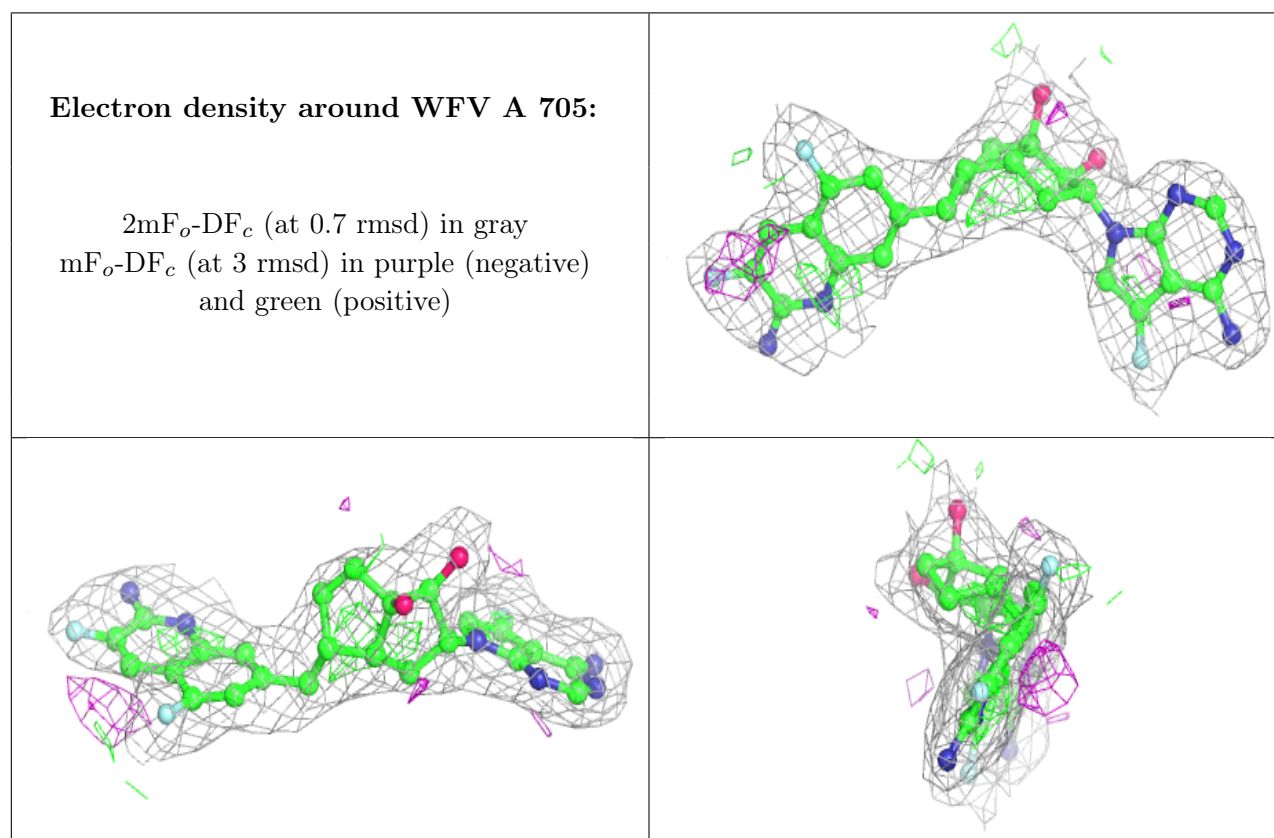 Electron density around WFV A 705:
2mFo-DFc (at 0.7 rmsd) in gray
mFo-DFc (at 3 rmsd) in purple (negative)
and green (positive)